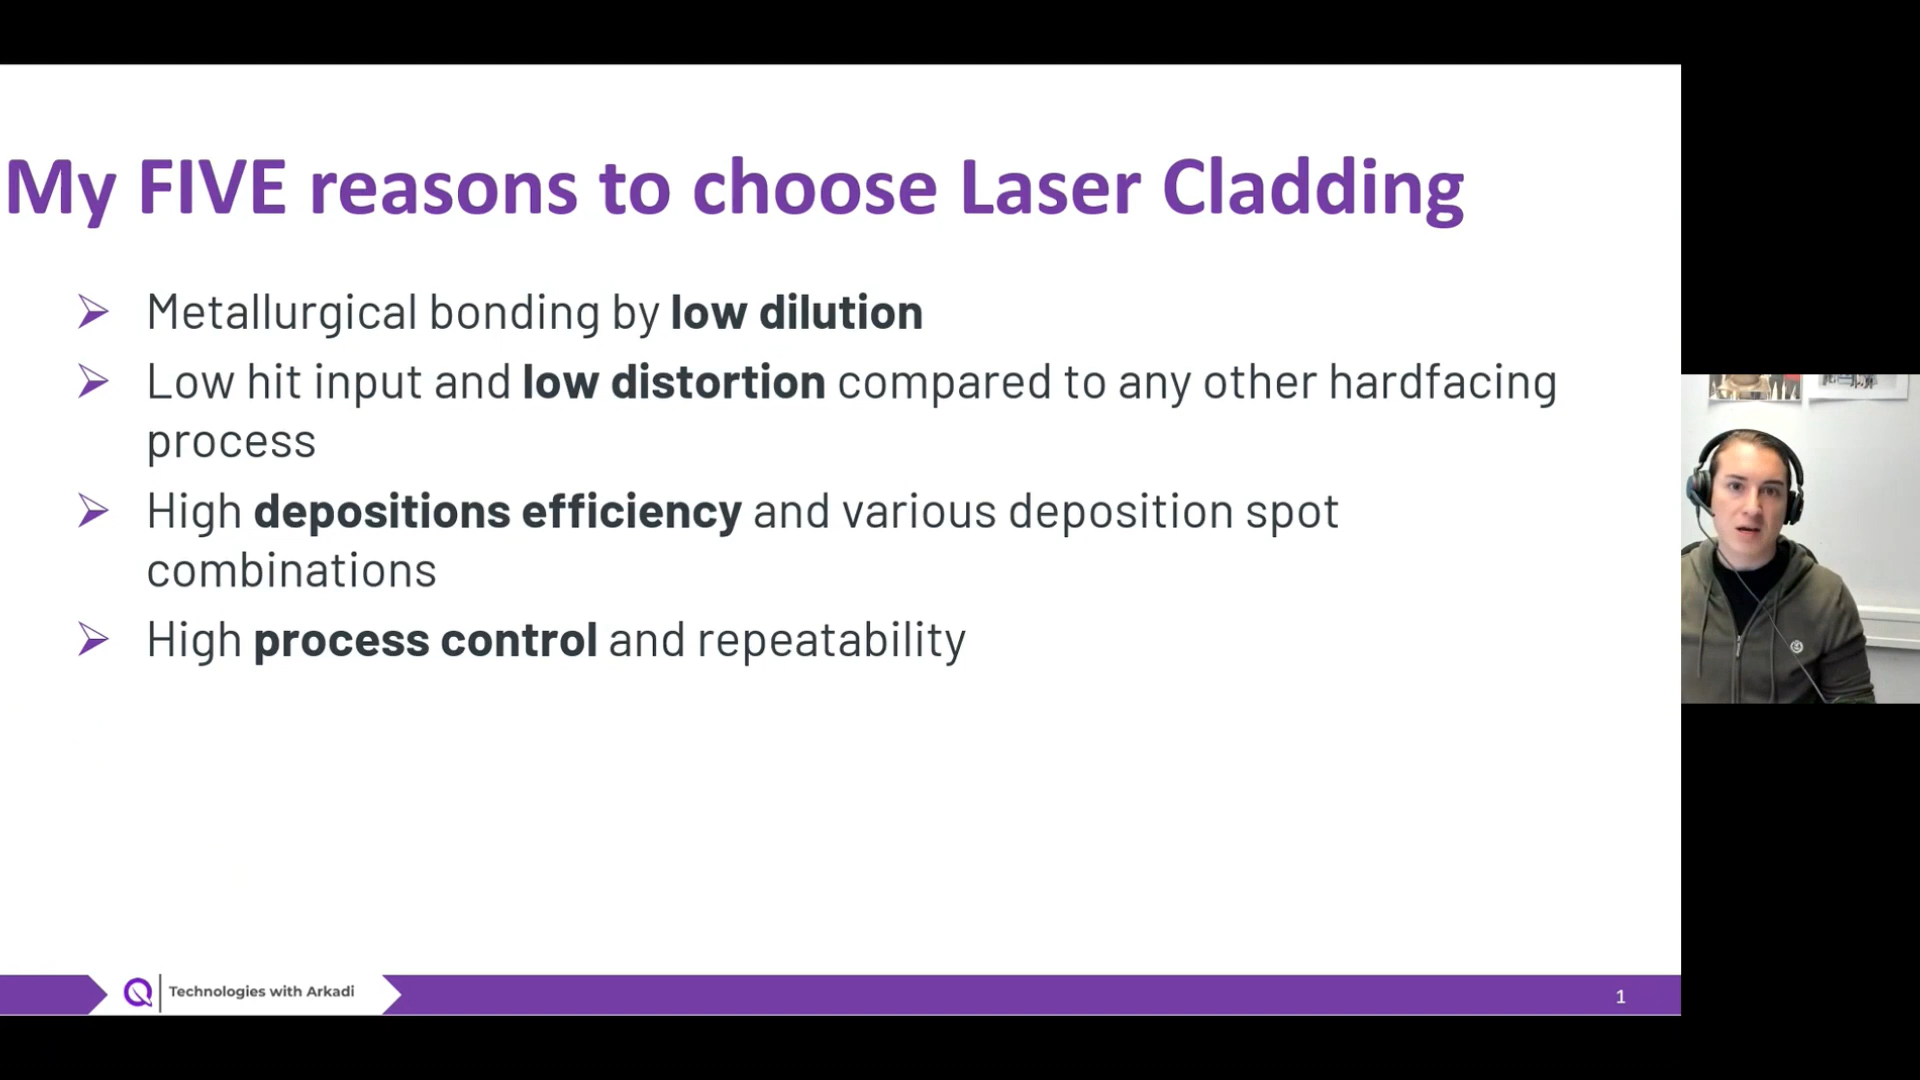 My FIVE reasons to choose Laser Cladding
Metallurgical bonding by low dilution
Low hit input and low distortion compared to any other hardfacing
process
High depositions efficiency and various deposition spot
combinations
High process control and repeatability
Technologies with Arkadi
1